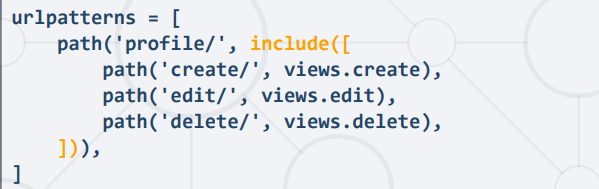 urlpatterns = [
    path('profile/', include([
        path('create/', views.create),
        path('edit/', views.edit),
        path('delete/', views.delete),
    ])),
]